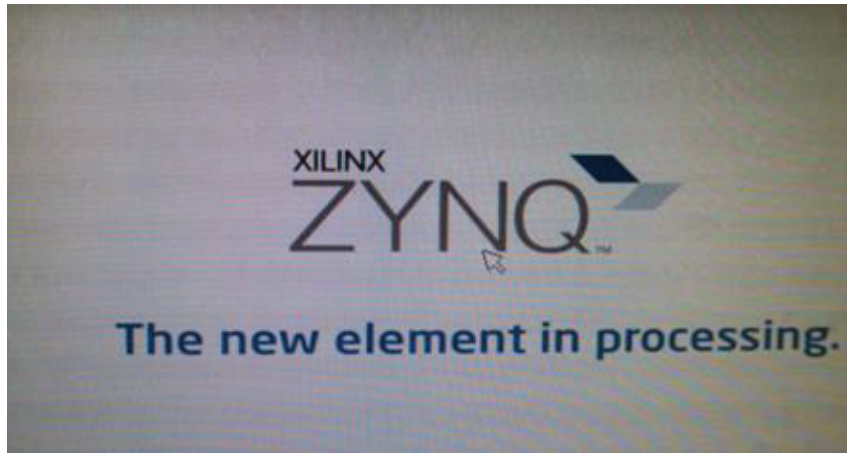 XILINX
ZYNQ™
The new element in processing.